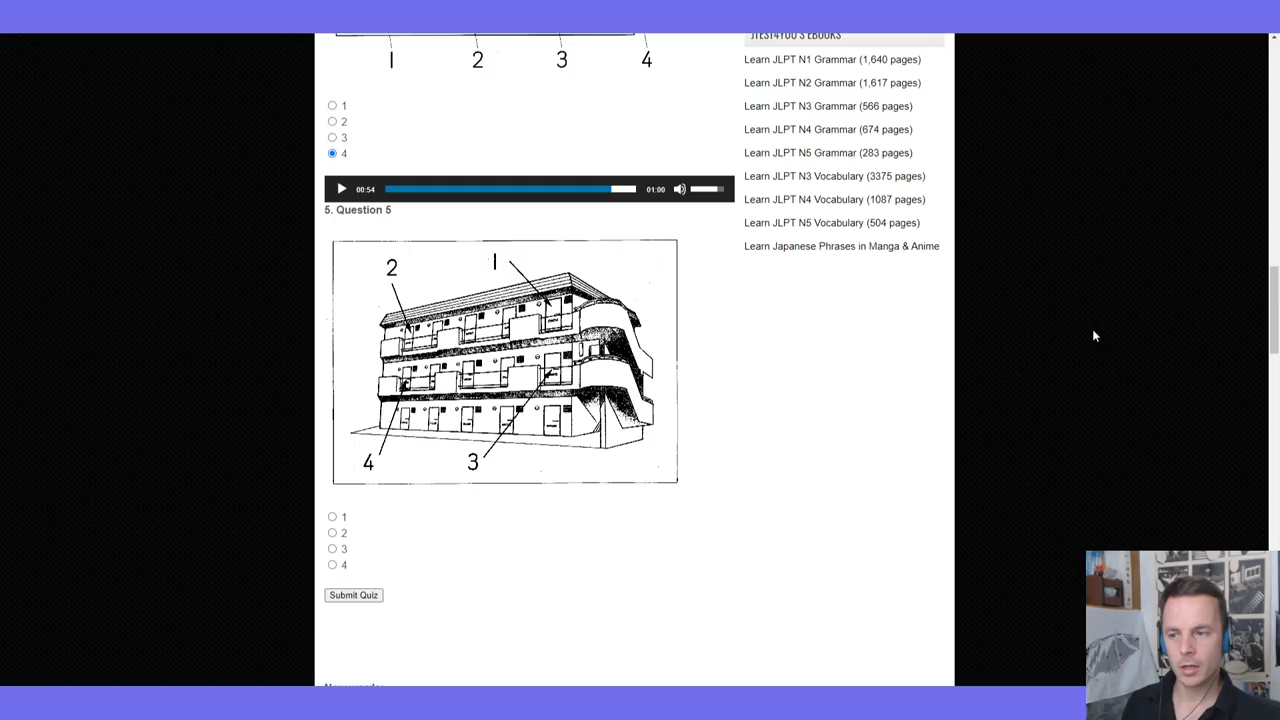 JTEST4YOU'S EBOOKS
1 2 3 4
Learn JLPT N1 Grammar (1,640 pages)
Learn JLPT N2 Grammar (1,617 pages)
Learn JLPT N3 Grammar (566 pages)
Learn JLPT N4 Grammar (674 pages)
Learn JLPT N5 Grammar (283 pages)
Learn JLPT N3 Vocabulary (3375 pages)
Learn JLPT N4 Vocabulary (1087 pages)
Learn JLPT N5 Vocabulary (504 pages)
Learn Japanese Phrases in Manga & Anime
1
2
3
4
00:54 01:00
5. Question 5
2 1
4 3
1
2
3
4
Submit Quiz